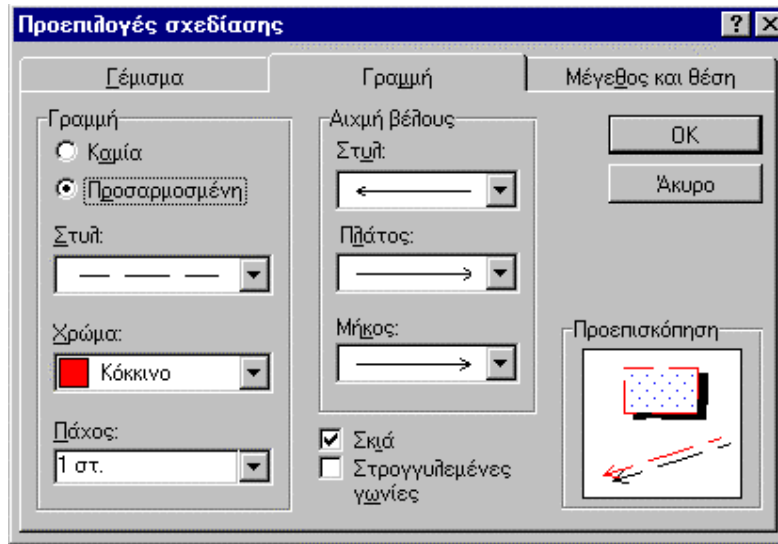 Προεπιλογές σχεδίασης
Γέμισμα
Γραμμή
Μέγεθος και θέση
Γραμμή
Καμία
Προσαρμοσμένη
Στυλ:
Χρώμα:
Κόκκινο
Πάχος:
1 στ.
Αιχμή βέλους
Στυλ:
Πλάτος:
Μήκος:
Σκιά
Στρογγυλεμένες
γωνίες
OK
Άκυρο
Προεπισκόπηση